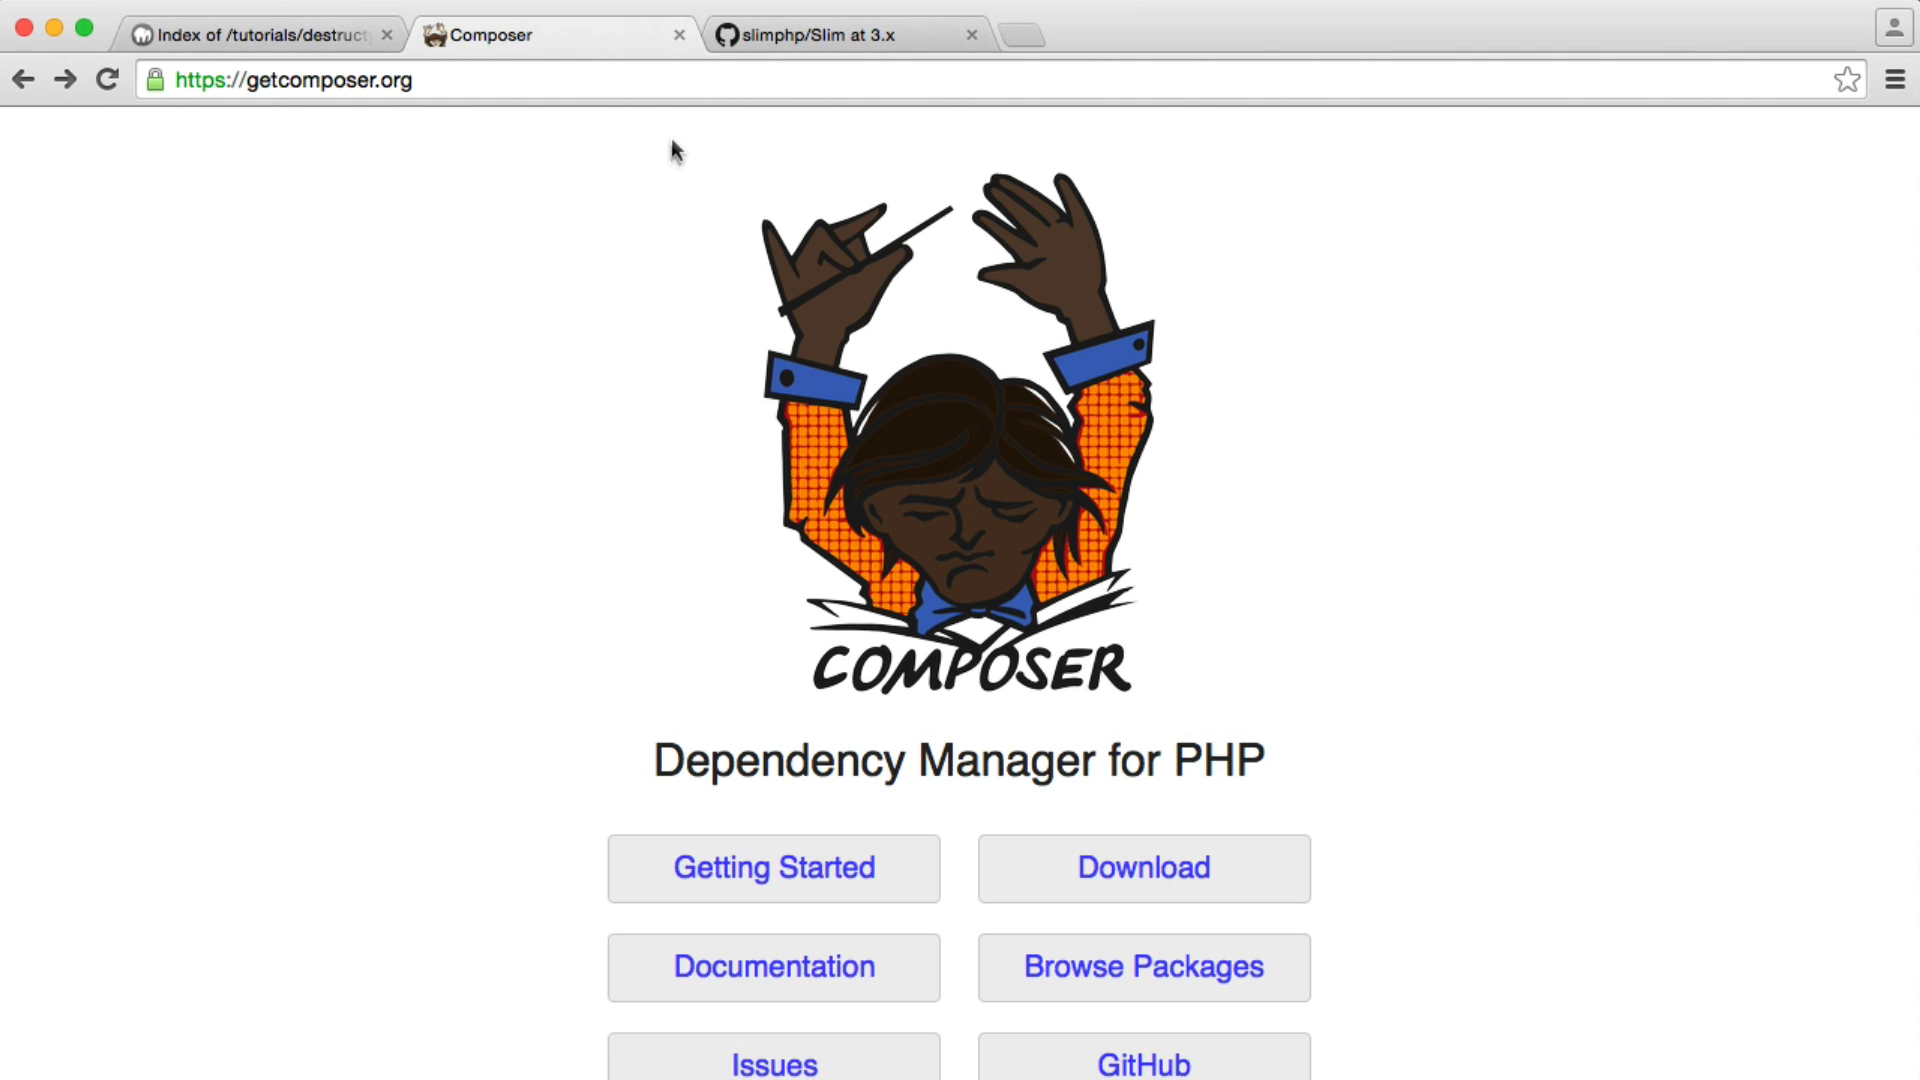 Index of /tutorials/destruct
Composer
slimphp/Slim at 3.x
https://getcomposer.org
COMPOSER
Dependency Manager for PHP
Getting Started
Download
Documentation
Browse Packages
Issues
GitHub